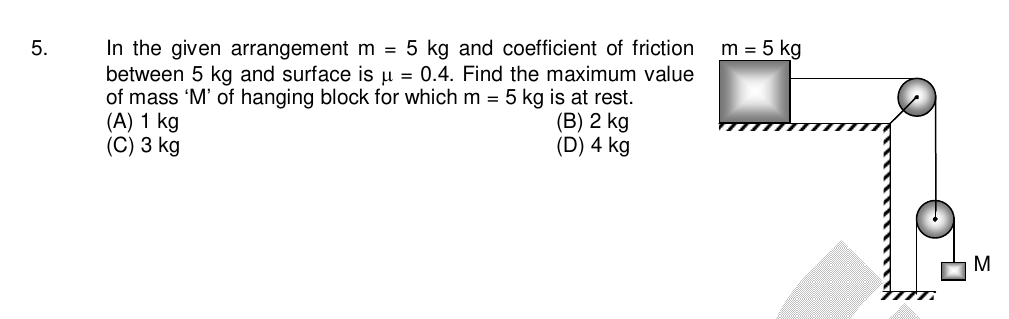 5. In the given arrangement m = 5 kg and coefficient of friction
between 5 kg and surface is μ = 0.4. Find the maximum value
of mass ‘M’ of hanging block for which m = 5 kg is at rest.
(A) 1 kg (B) 2 kg
(C) 3 kg (D) 4 kg
m = 5 kg
M